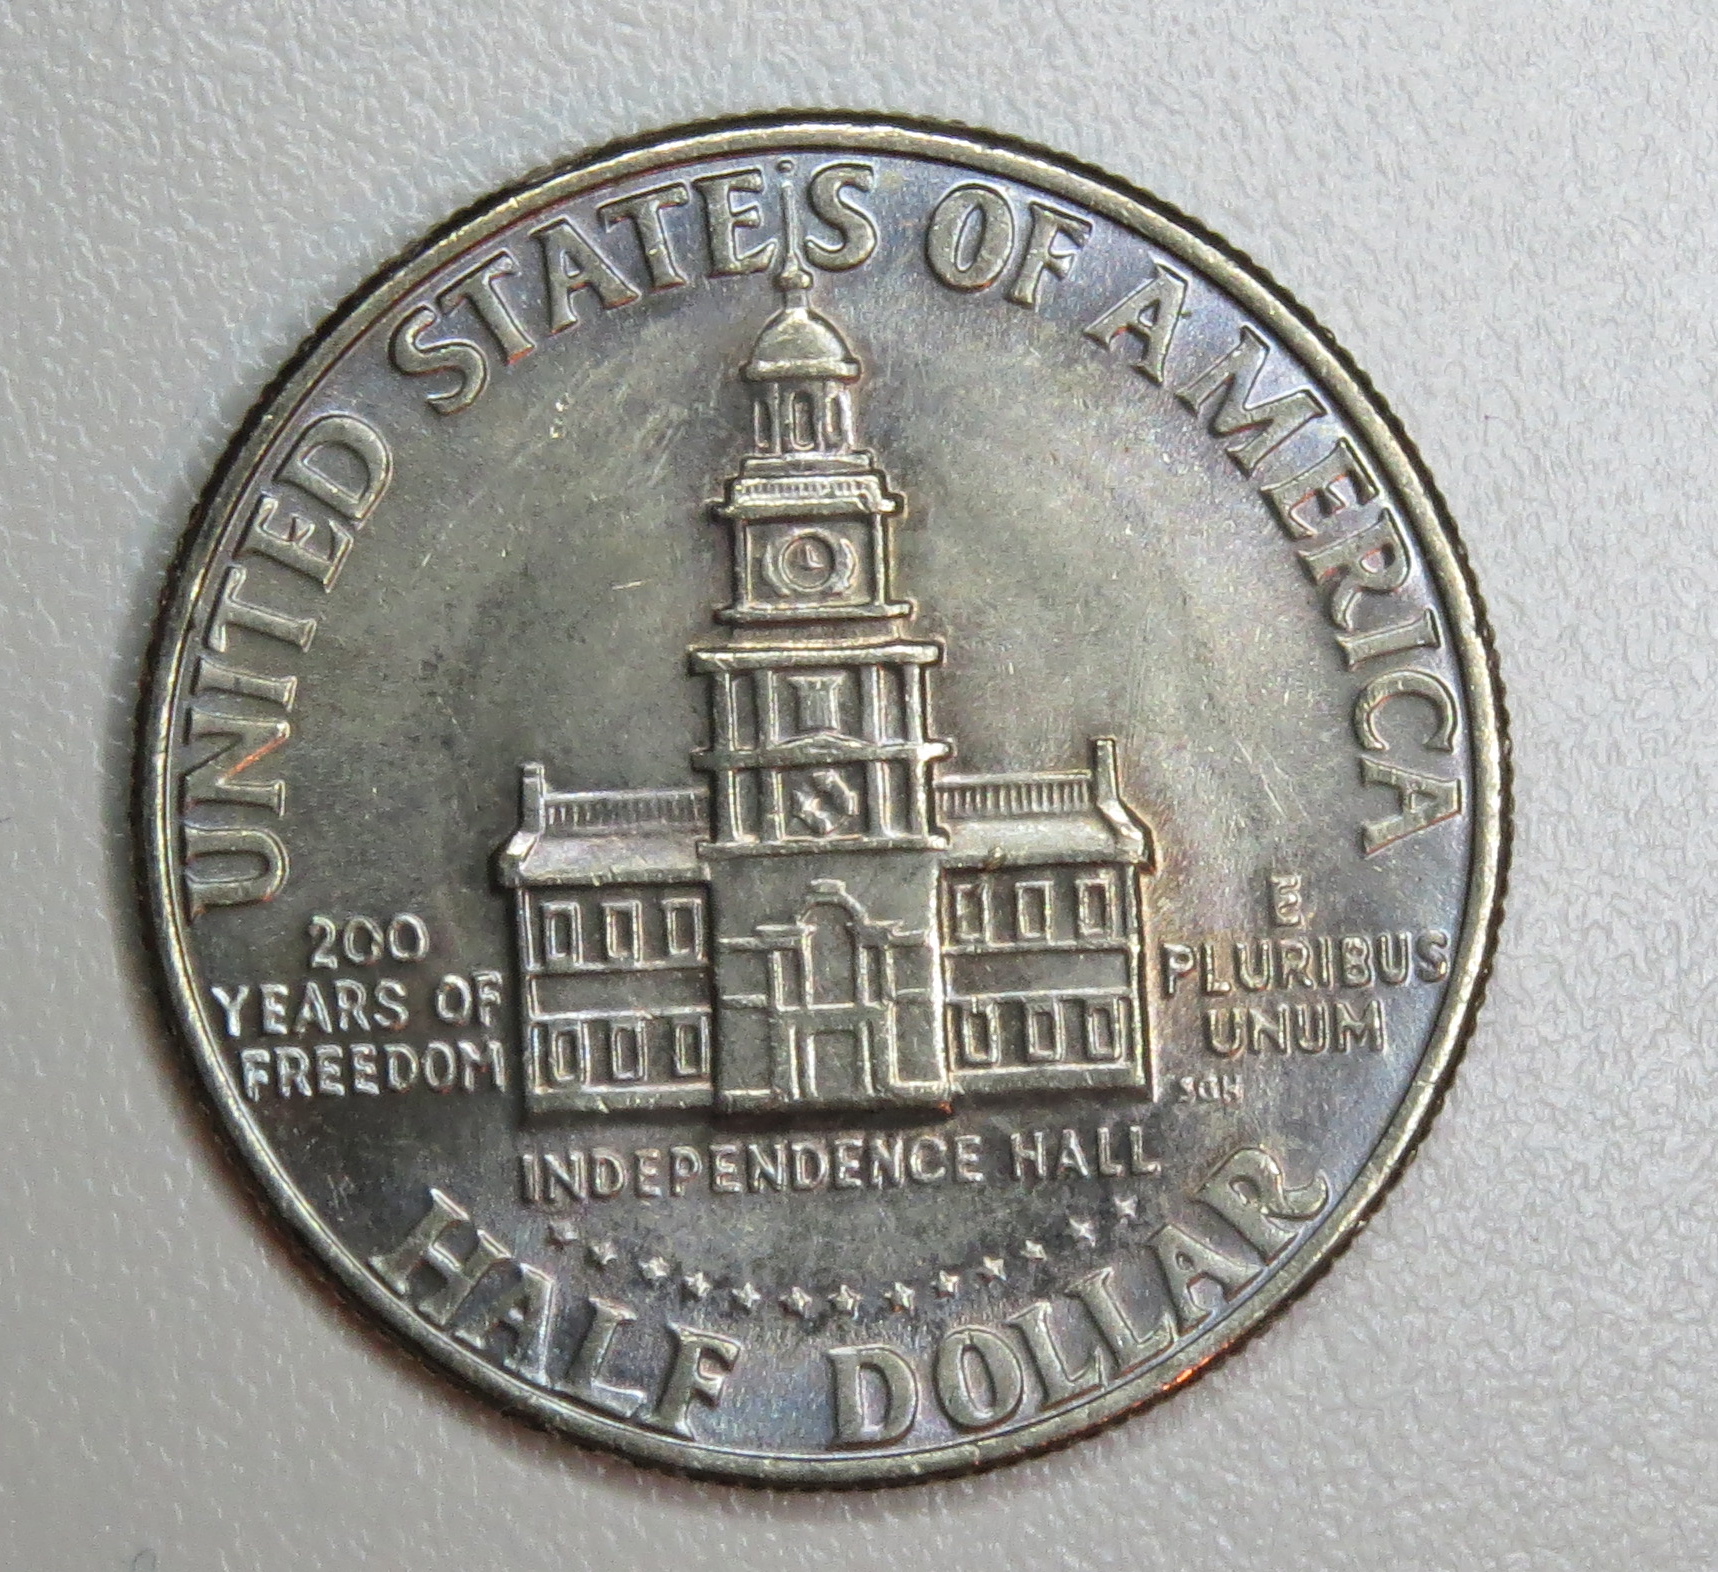 UNITED STATES OF AMERICA
200
YEARS OF
FREEDOM
E
PLURIBUS
UNUM
SGH
INDEPENDENCE HALL
HALF DOLLAR